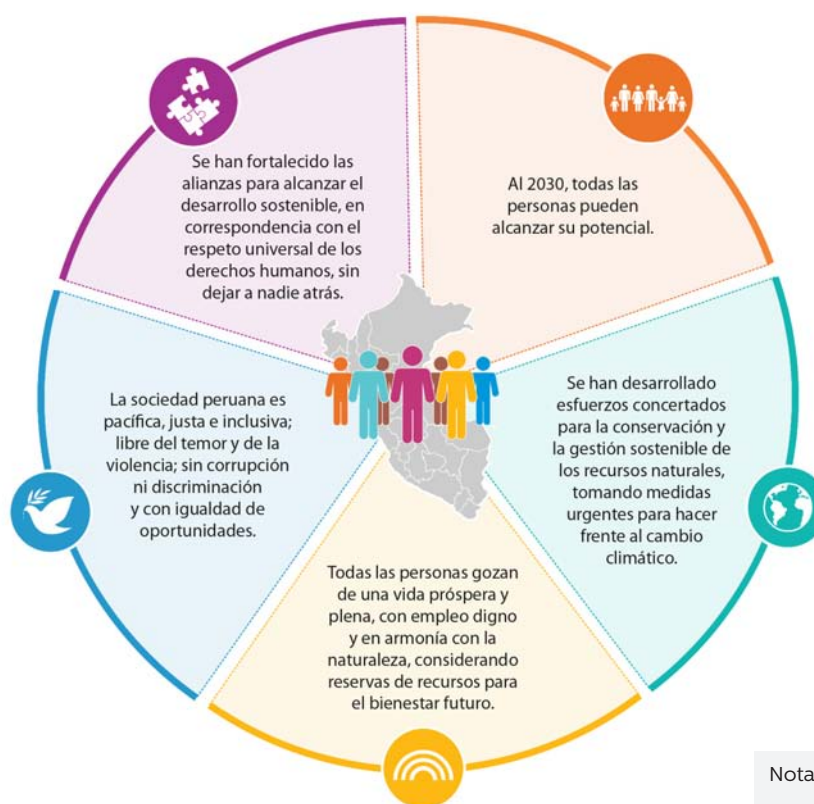 Se han fortalecido las
alianzas para alcanzar el
desarrollo sostenible, en
correspondencia con el
respeto universal de los
derechos humanos, sin
dejar a nadie atrás.
Al 2030, todas las
personas pueden
alcanzar su potencial.
La sociedad peruana es
pacífica, justa e inclusiva;
libre del temor y de la
violencia; sin corrupción
ni discriminación
y con igualdad de
oportunidades.
Se han desarrollado
esfuerzos concertados
para la conservación y
la gestión sostenible de
los recursos naturales,
tomando medidas
urgentes para hacer
frente al cambio
climático.
Todas las personas gozan
de una vida próspera y
plena, con empleo digno
y en armonía con la
naturaleza, considerando
reservas de recursos para
el bienestar futuro.
Nota